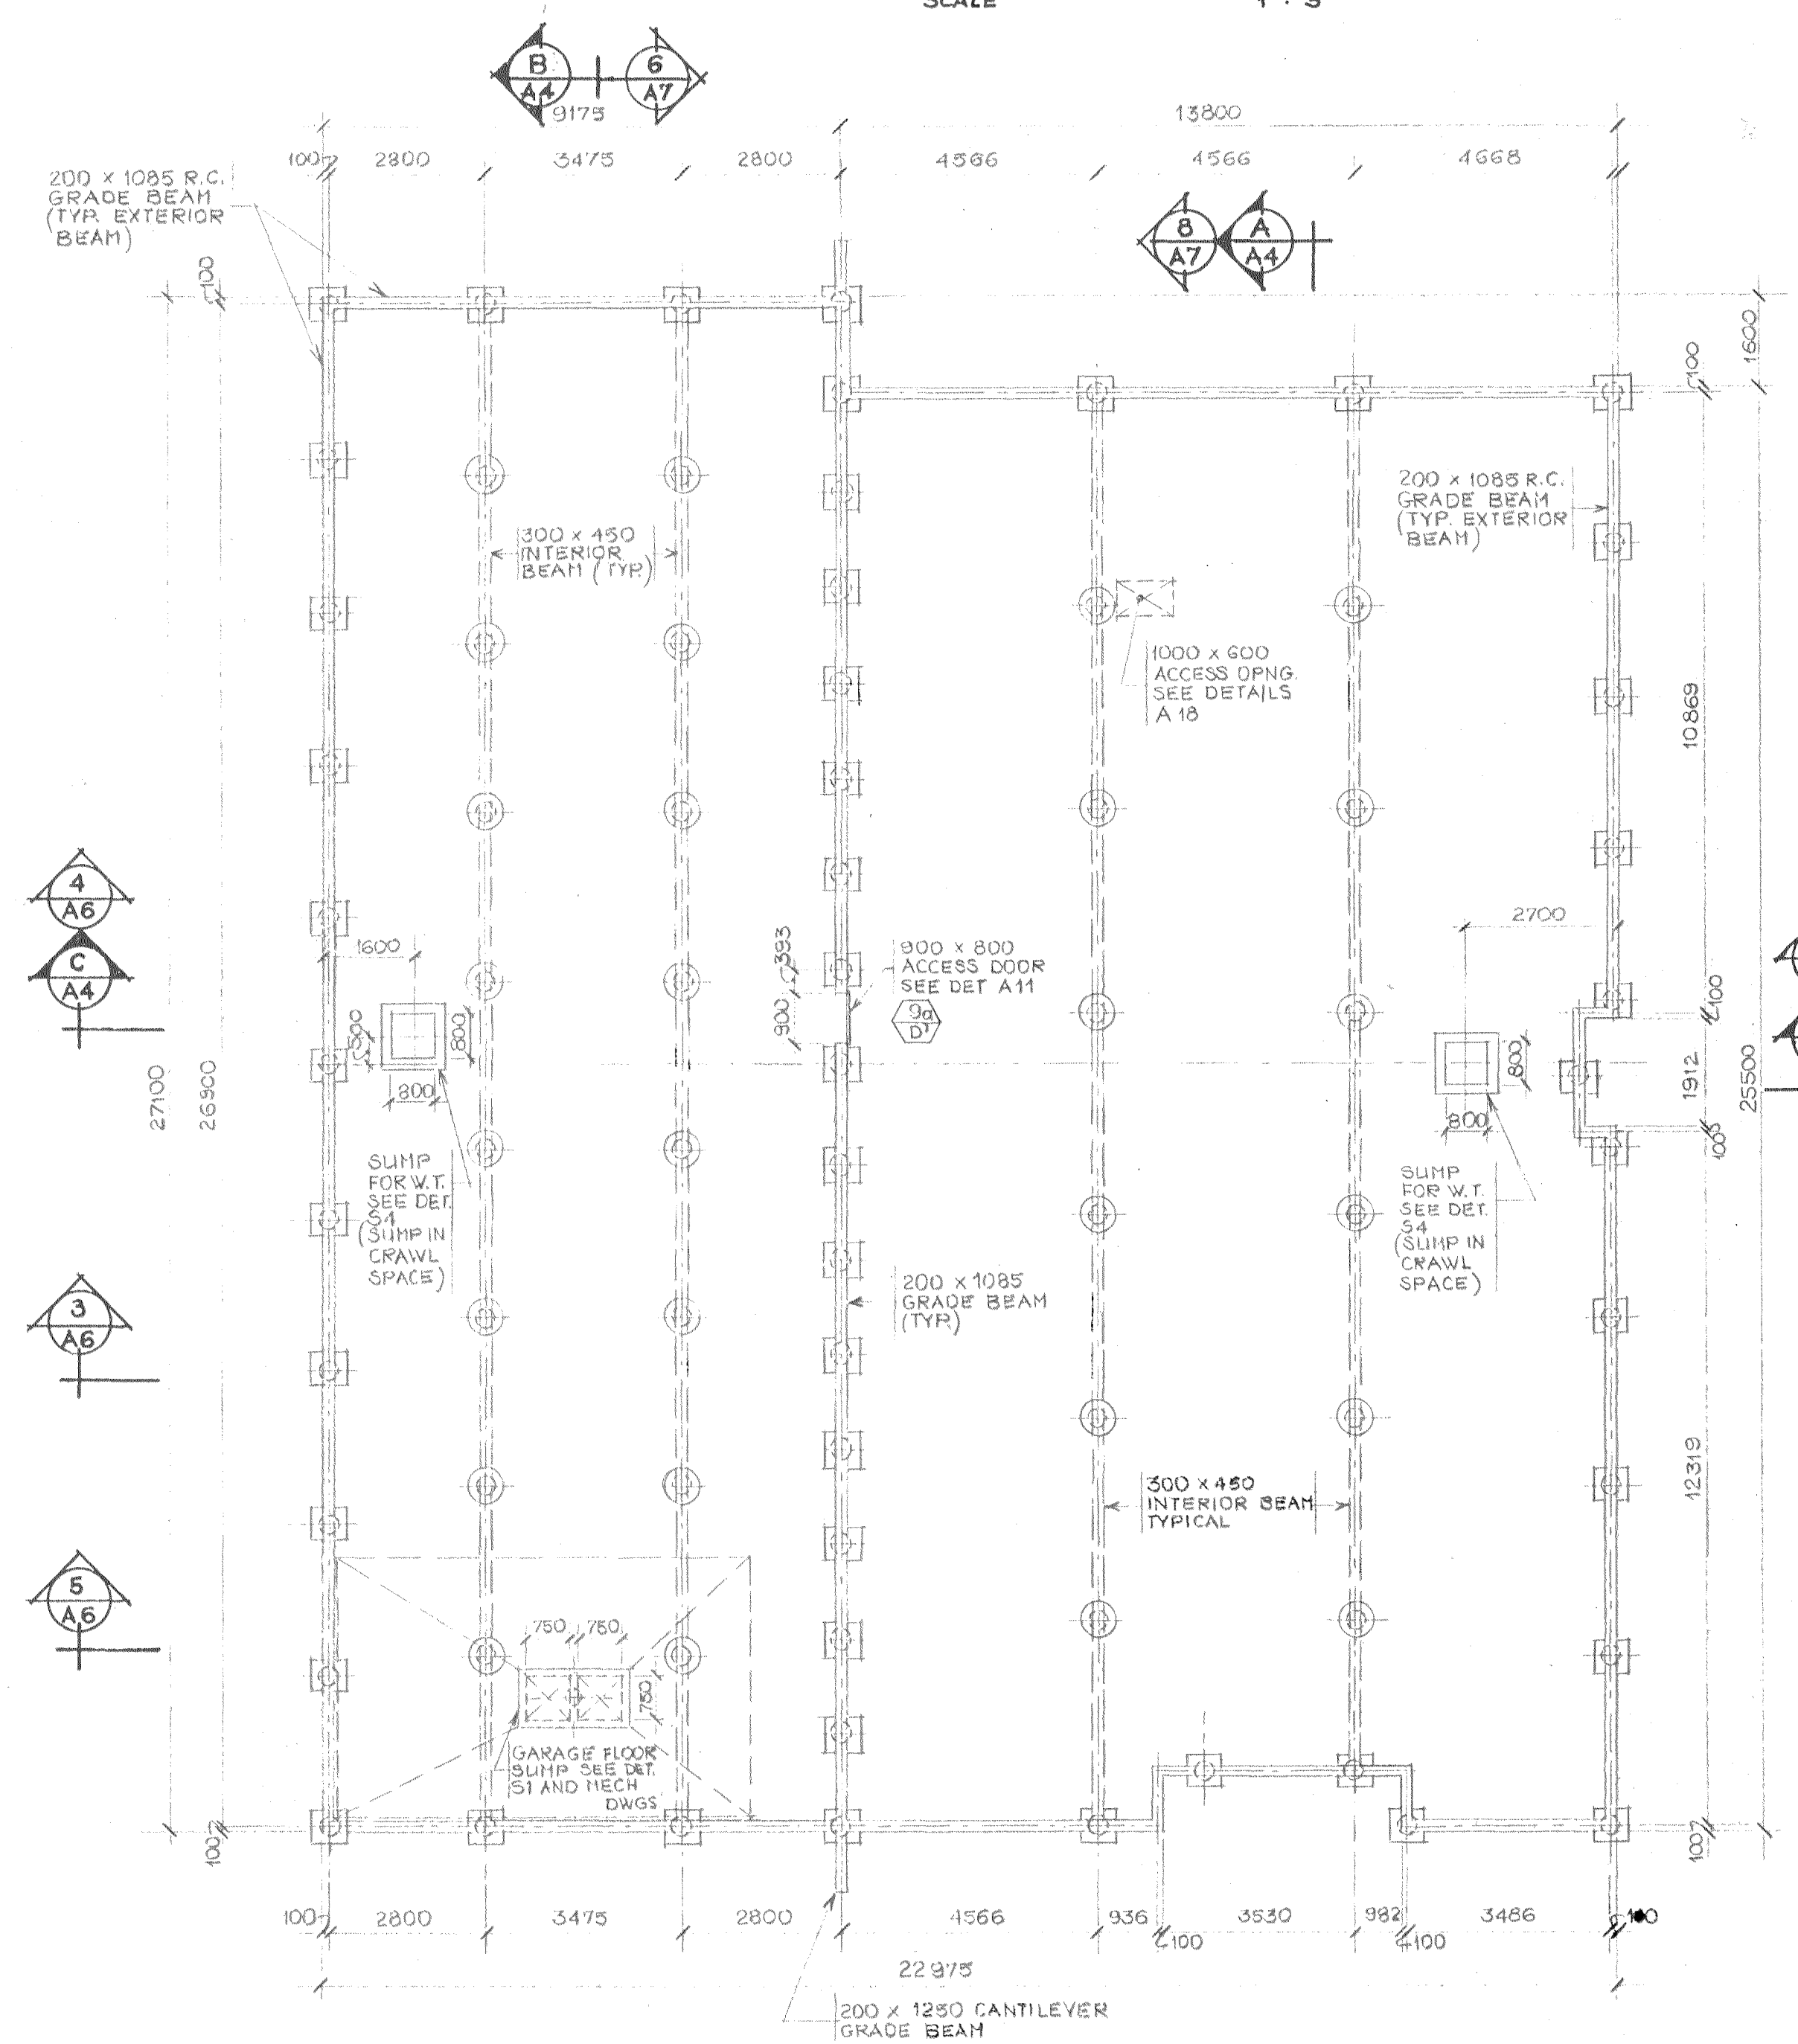 SCALE 1 : 5
B
A4
6
A7
9175
13800
100
2800
3475
2800
4566
4566
4668
200 x 1085 R.C.
GRADE BEAM
(TYP. EXTERIOR
BEAM)
8
A7
A
A4
100
1600
100
200 x 1085 R.C.
GRADE BEAM
(TYP. EXTERIOR
BEAM)
300 x 450
INTERIOR
BEAM (TYP.)
1000 x 600
ACCESS OPNG.
SEE DETAILS
A 18
10869
4
A6
C
A4
1600
393
900
900 x 800
ACCESS DOOR
SEE DET A11
9a
D1
2700
100
800
800
800
800
1912
100
27100
26900
25500
SUMP
FOR W.T.
SEE DET.
S4
(SUMP IN
CRAWL
SPACE)
SUMP
FOR W.T.
SEE DET.
S4
(SUMP IN
CRAWL
SPACE)
3
A6
200 x 1085
GRADE BEAM
(TYP.)
12319
300 x 450
INTERIOR BEAM
TYPICAL
5
A6
750
750
750
GARAGE FLOOR
SUMP SEE DET.
S1 AND MECH
DWGS
100
100
100
2800
3475
2800
4566
936
3530
982
3486
100
100
100
22975
200 x 1250 CANTILEVER
GRADE BEAM